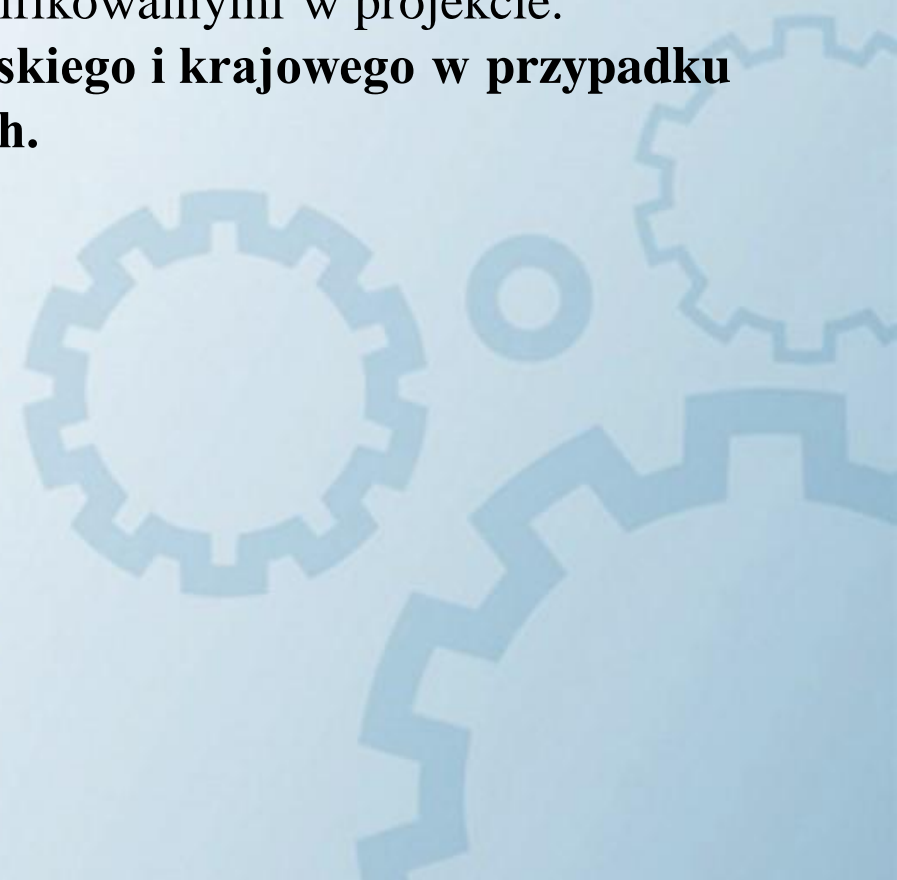 ifikowanymi w projekcie.
skiego i krajowego w przypadku
h.